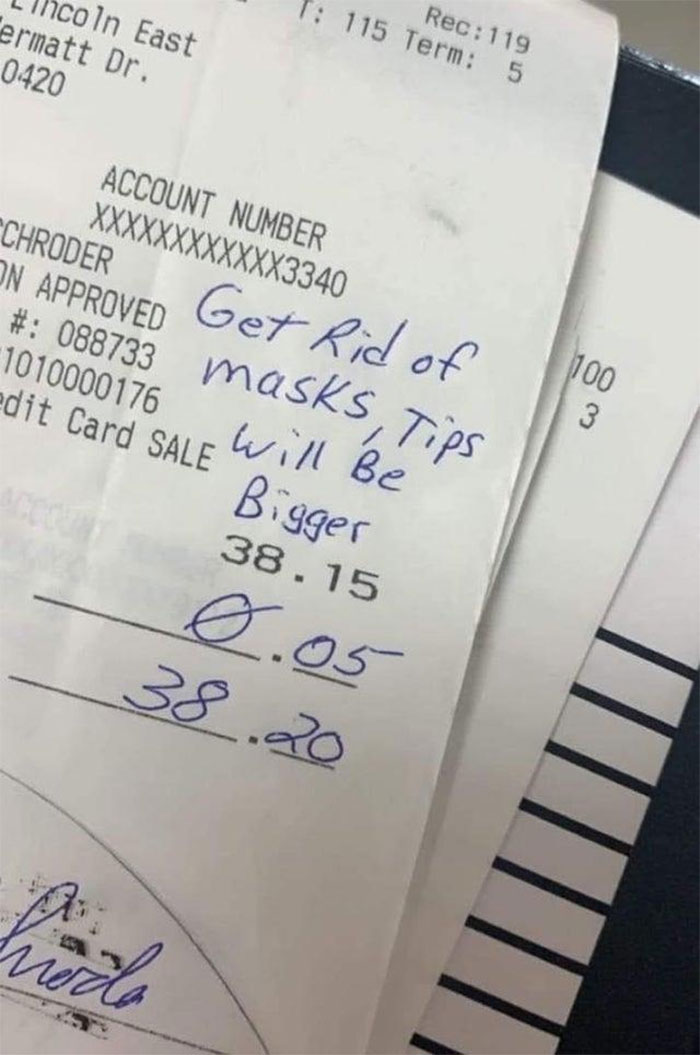 Lincoln East
ermatt Dr.
0420
Rec:119
T: 115 Term: 5
ACCOUNT NUMBER
XXXXXXXXXXXX3340
CHRODER
ON APPROVED
#: 088733
1010000176
edit Card SALE
Get Rid of
masks, Tips
Will Be
Bigger
38.15
0.05
38.20
100
3